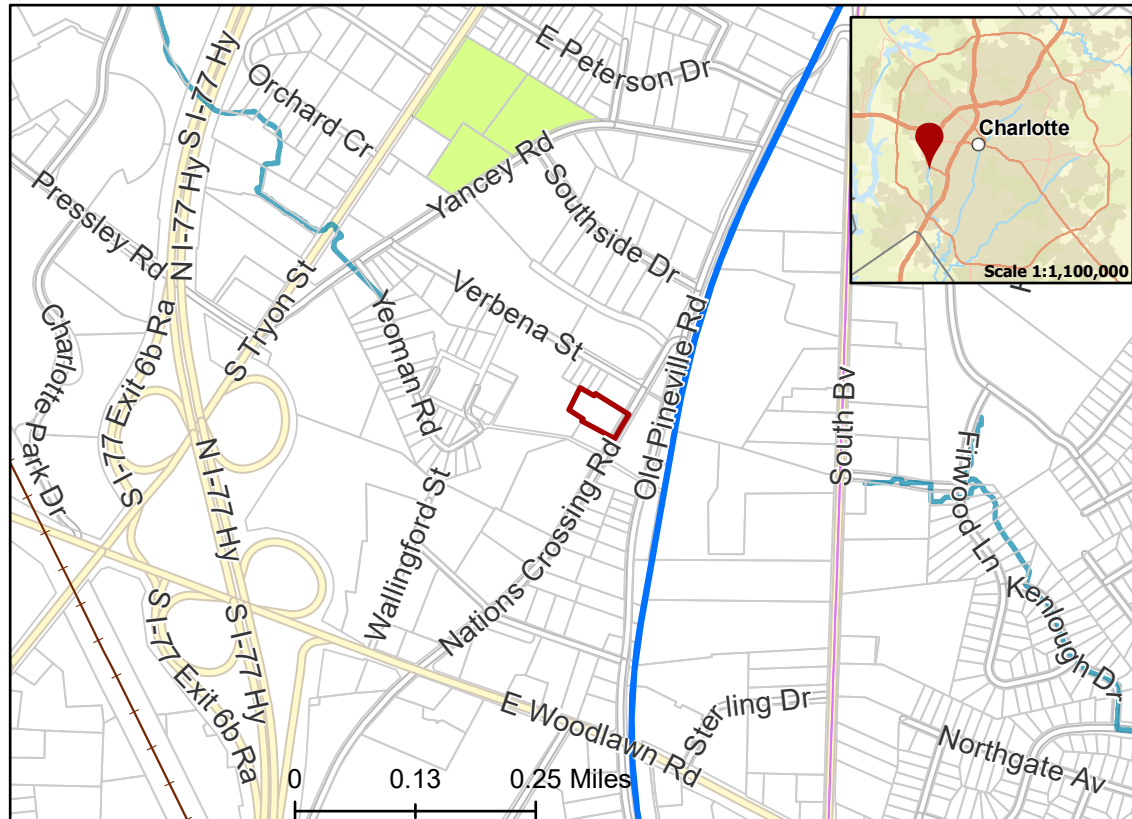 E Peterson Dr
Orchard Cr
S I-77 Hy
N I-77 Hy
Charlotte
Scale 1:1,100,000
Yancey Rd
Southside Dr
Pressley Rd
Verbena St
S Tryon St
Yeoman Rd
Old Pineville Rd
Charlotte Park Dr
S I-77 Exit 6b Ra
South Bv
Firwood Ln
N I-77 Hy
Wallingford St
Nations Crossing Rd
Kenlough Dr
S I-77 Hy
S I-77 Exit 6b Ra
E Woodlawn Rd
Sterling Dr
Northgate Av
0 0.13 0.25 Miles